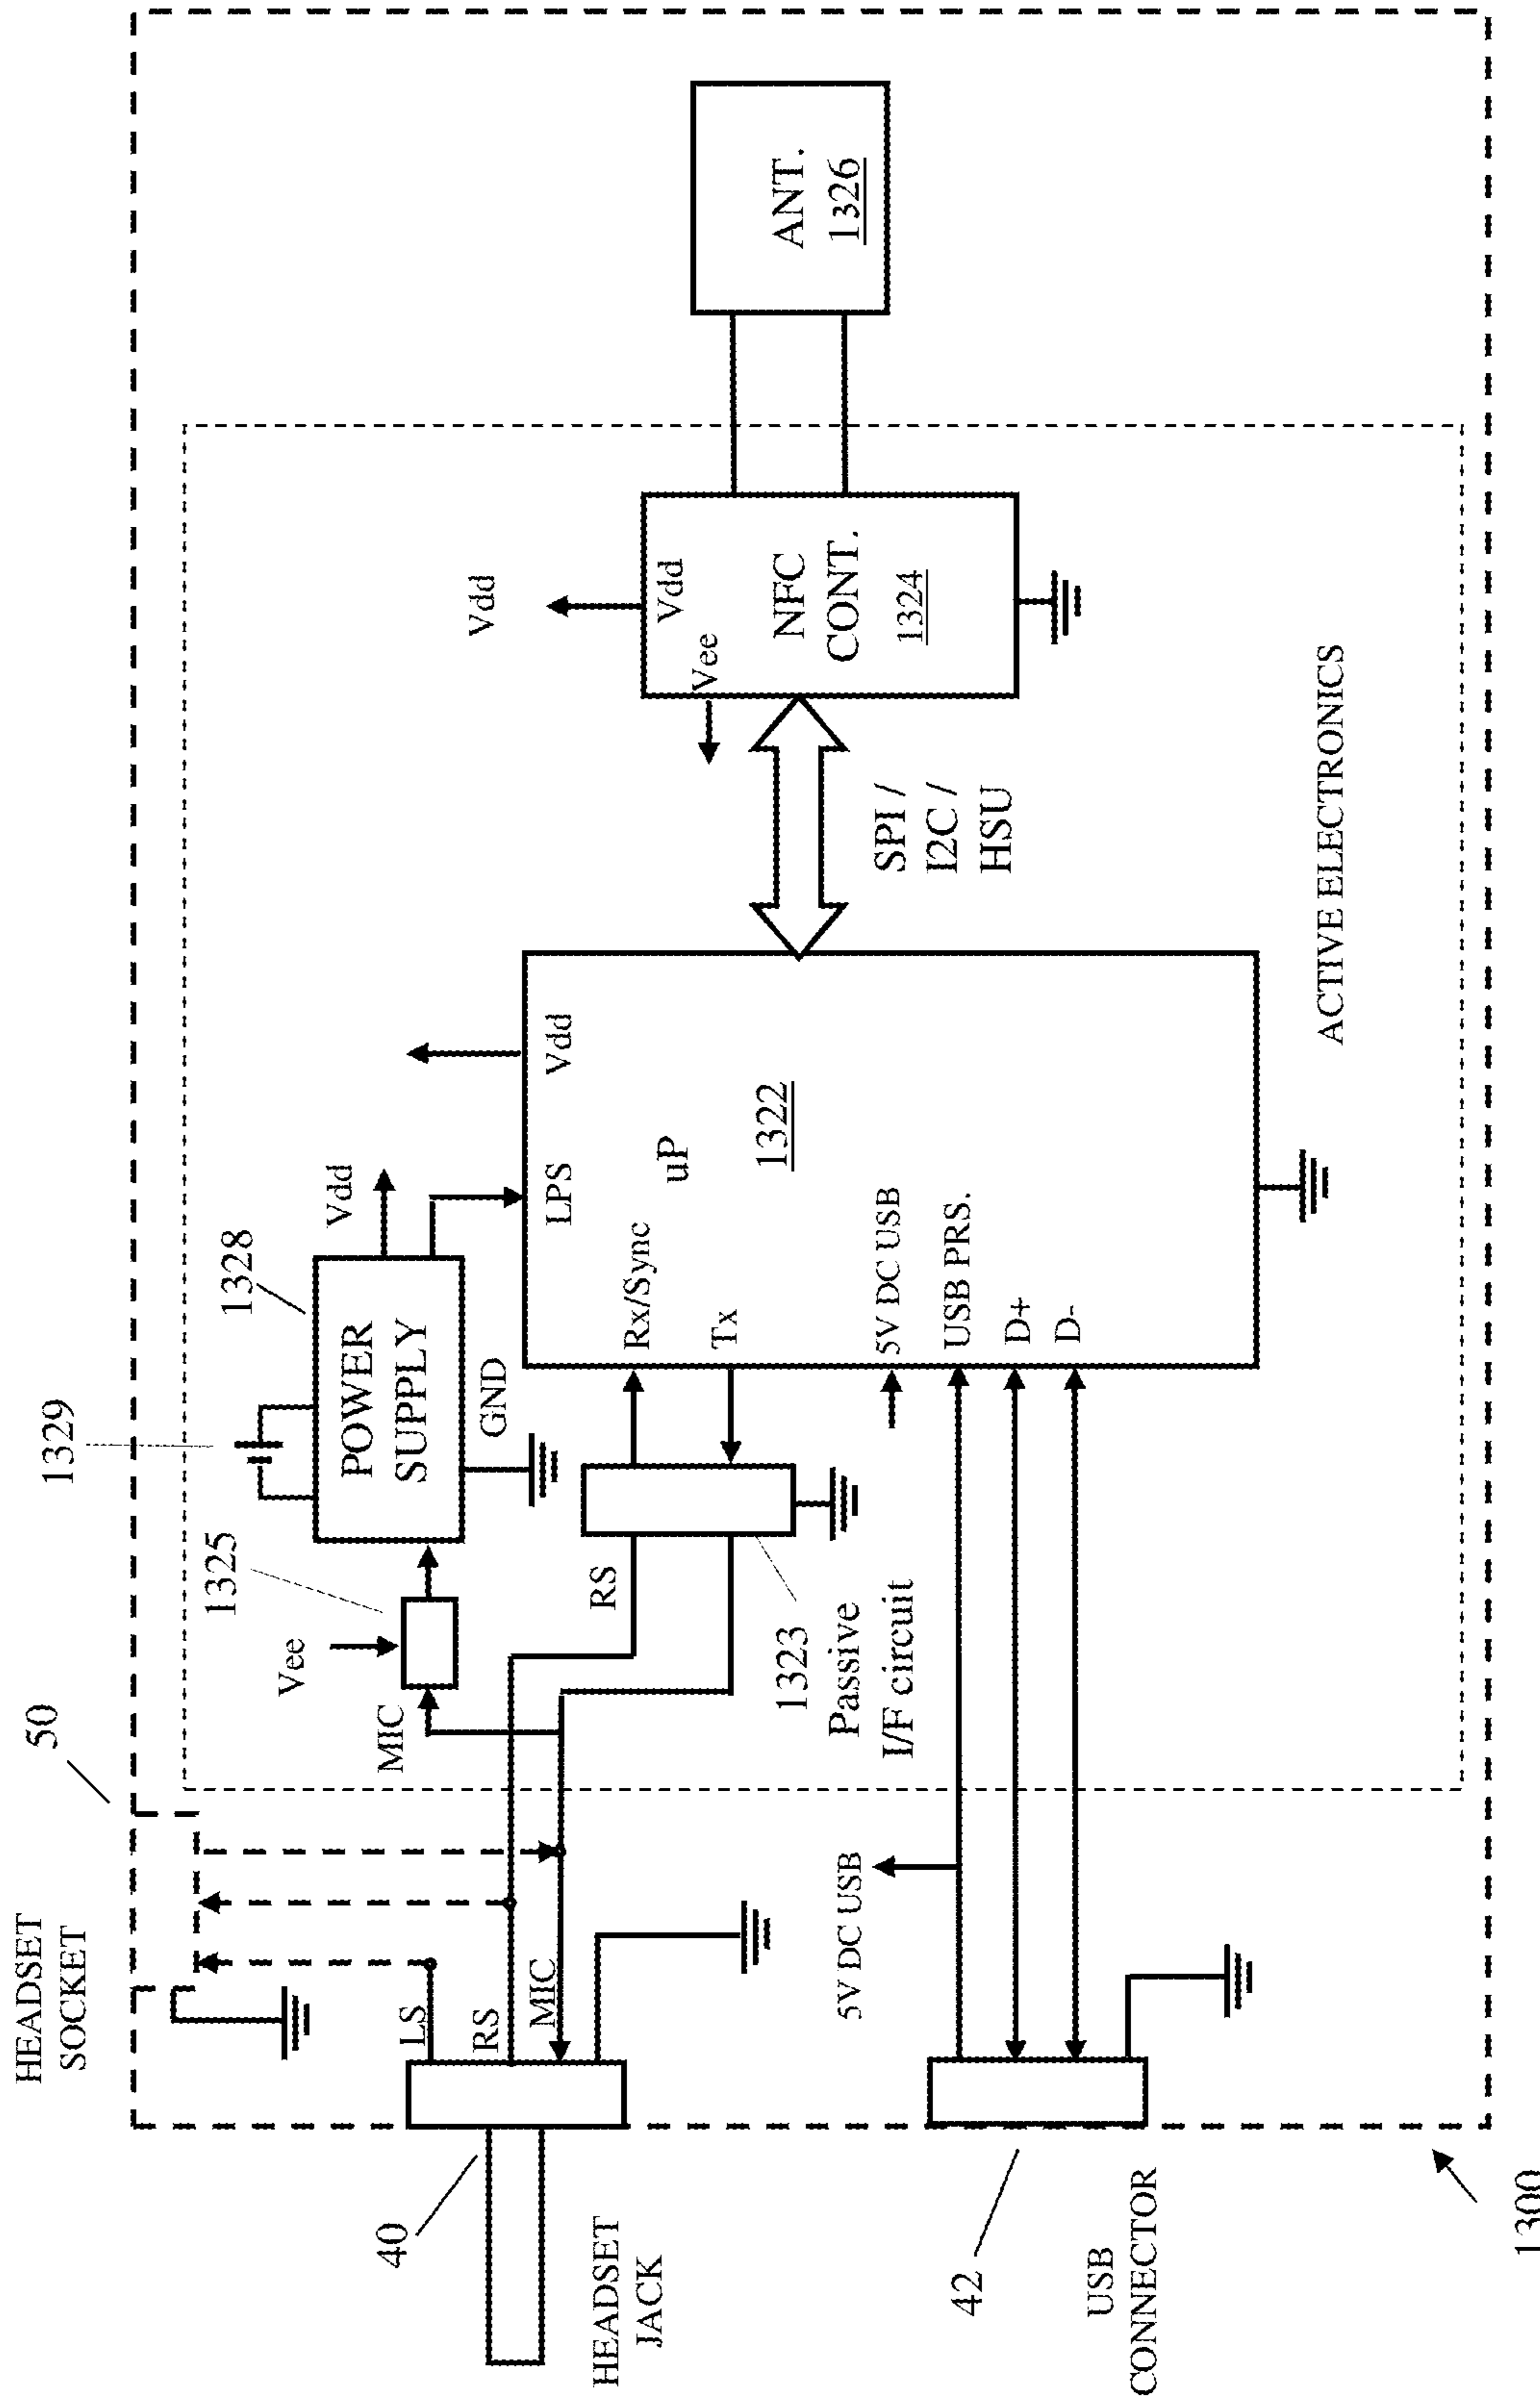 HEADSET
SOCKET
50
1329
1325
1328
Vee
MIC
POWER
SUPPLY
GND
Vdd
LPS
Vdd
Vdd
Vdd
Vee
NFC
CONT.
1324
ANT.
1326
40
HEADSET
JACK
LS
RS
MIC
RS
1323
Passive
I/F circuit
Rx/Sync
Tx
uP
1322
SPI /
I2C /
HSU
5V DC USB
5V DC USB
USB PRS.
D+
D-
42
USB
CONNECTOR
ACTIVE ELECTRONICS
1300